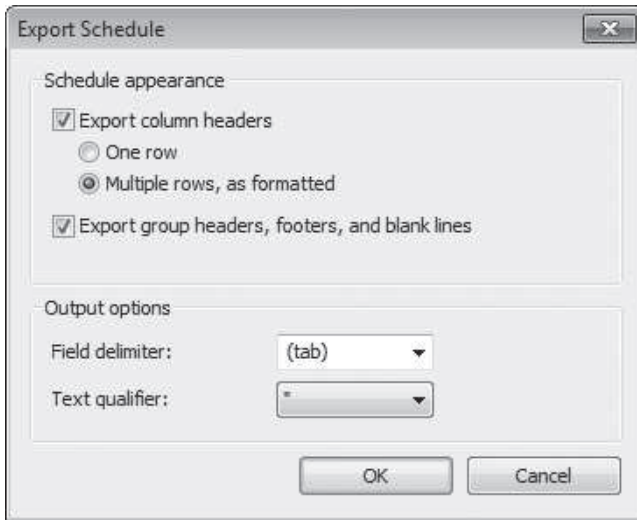 Export Schedule
Schedule appearance
Export column headers
One row
Multiple rows, as formatted
Export group headers, footers, and blank lines
Output options
Field delimiter: (tab)
Text qualifier: "
OK Cancel